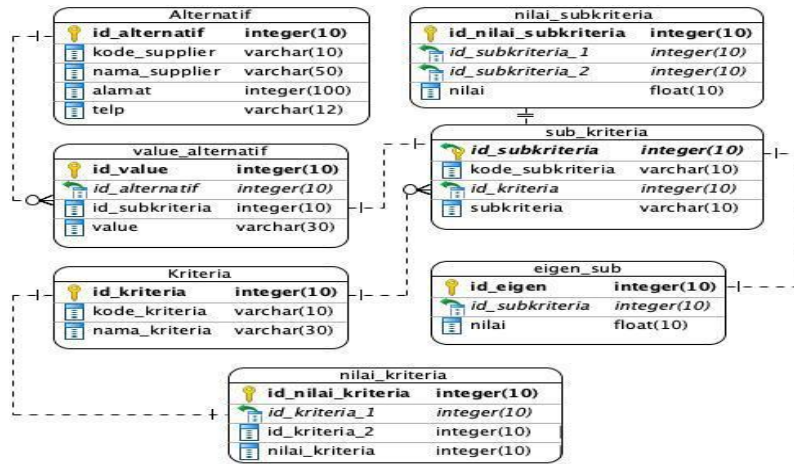 Alternatif
id_alternatif integer(10)
kode_supplier varchar(10)
nama_supplier varchar(50)
alamat integer(100)
telp varchar(12)
nilai_subkriteria
id_nilai_subkriteria integer(10)
id_subkriteria_1 integer(10)
id_subkriteria_2 integer(10)
nilai float(10)
value_alternatif
id_value integer(10)
id_alternatif integer(10)
id_subkriteria integer(10)
value varchar(30)
sub_kriteria
id_subkriteria integer(10)
kode_subkriteria varchar(10)
id_kriteria integer(10)
subkriteria varchar(10)
Kriteria
id_kriteria integer(10)
kode_kriteria varchar(10)
nama_kriteria varchar(30)
eigen_sub
id_eigen integer(10)
id_subkriteria integer(10)
nilai float(10)
nilai_kriteria
id_nilai_kriteria integer(10)
id_kriteria_1 integer(10)
id_kriteria_2 integer(10)
nilai_kriteria integer(10)